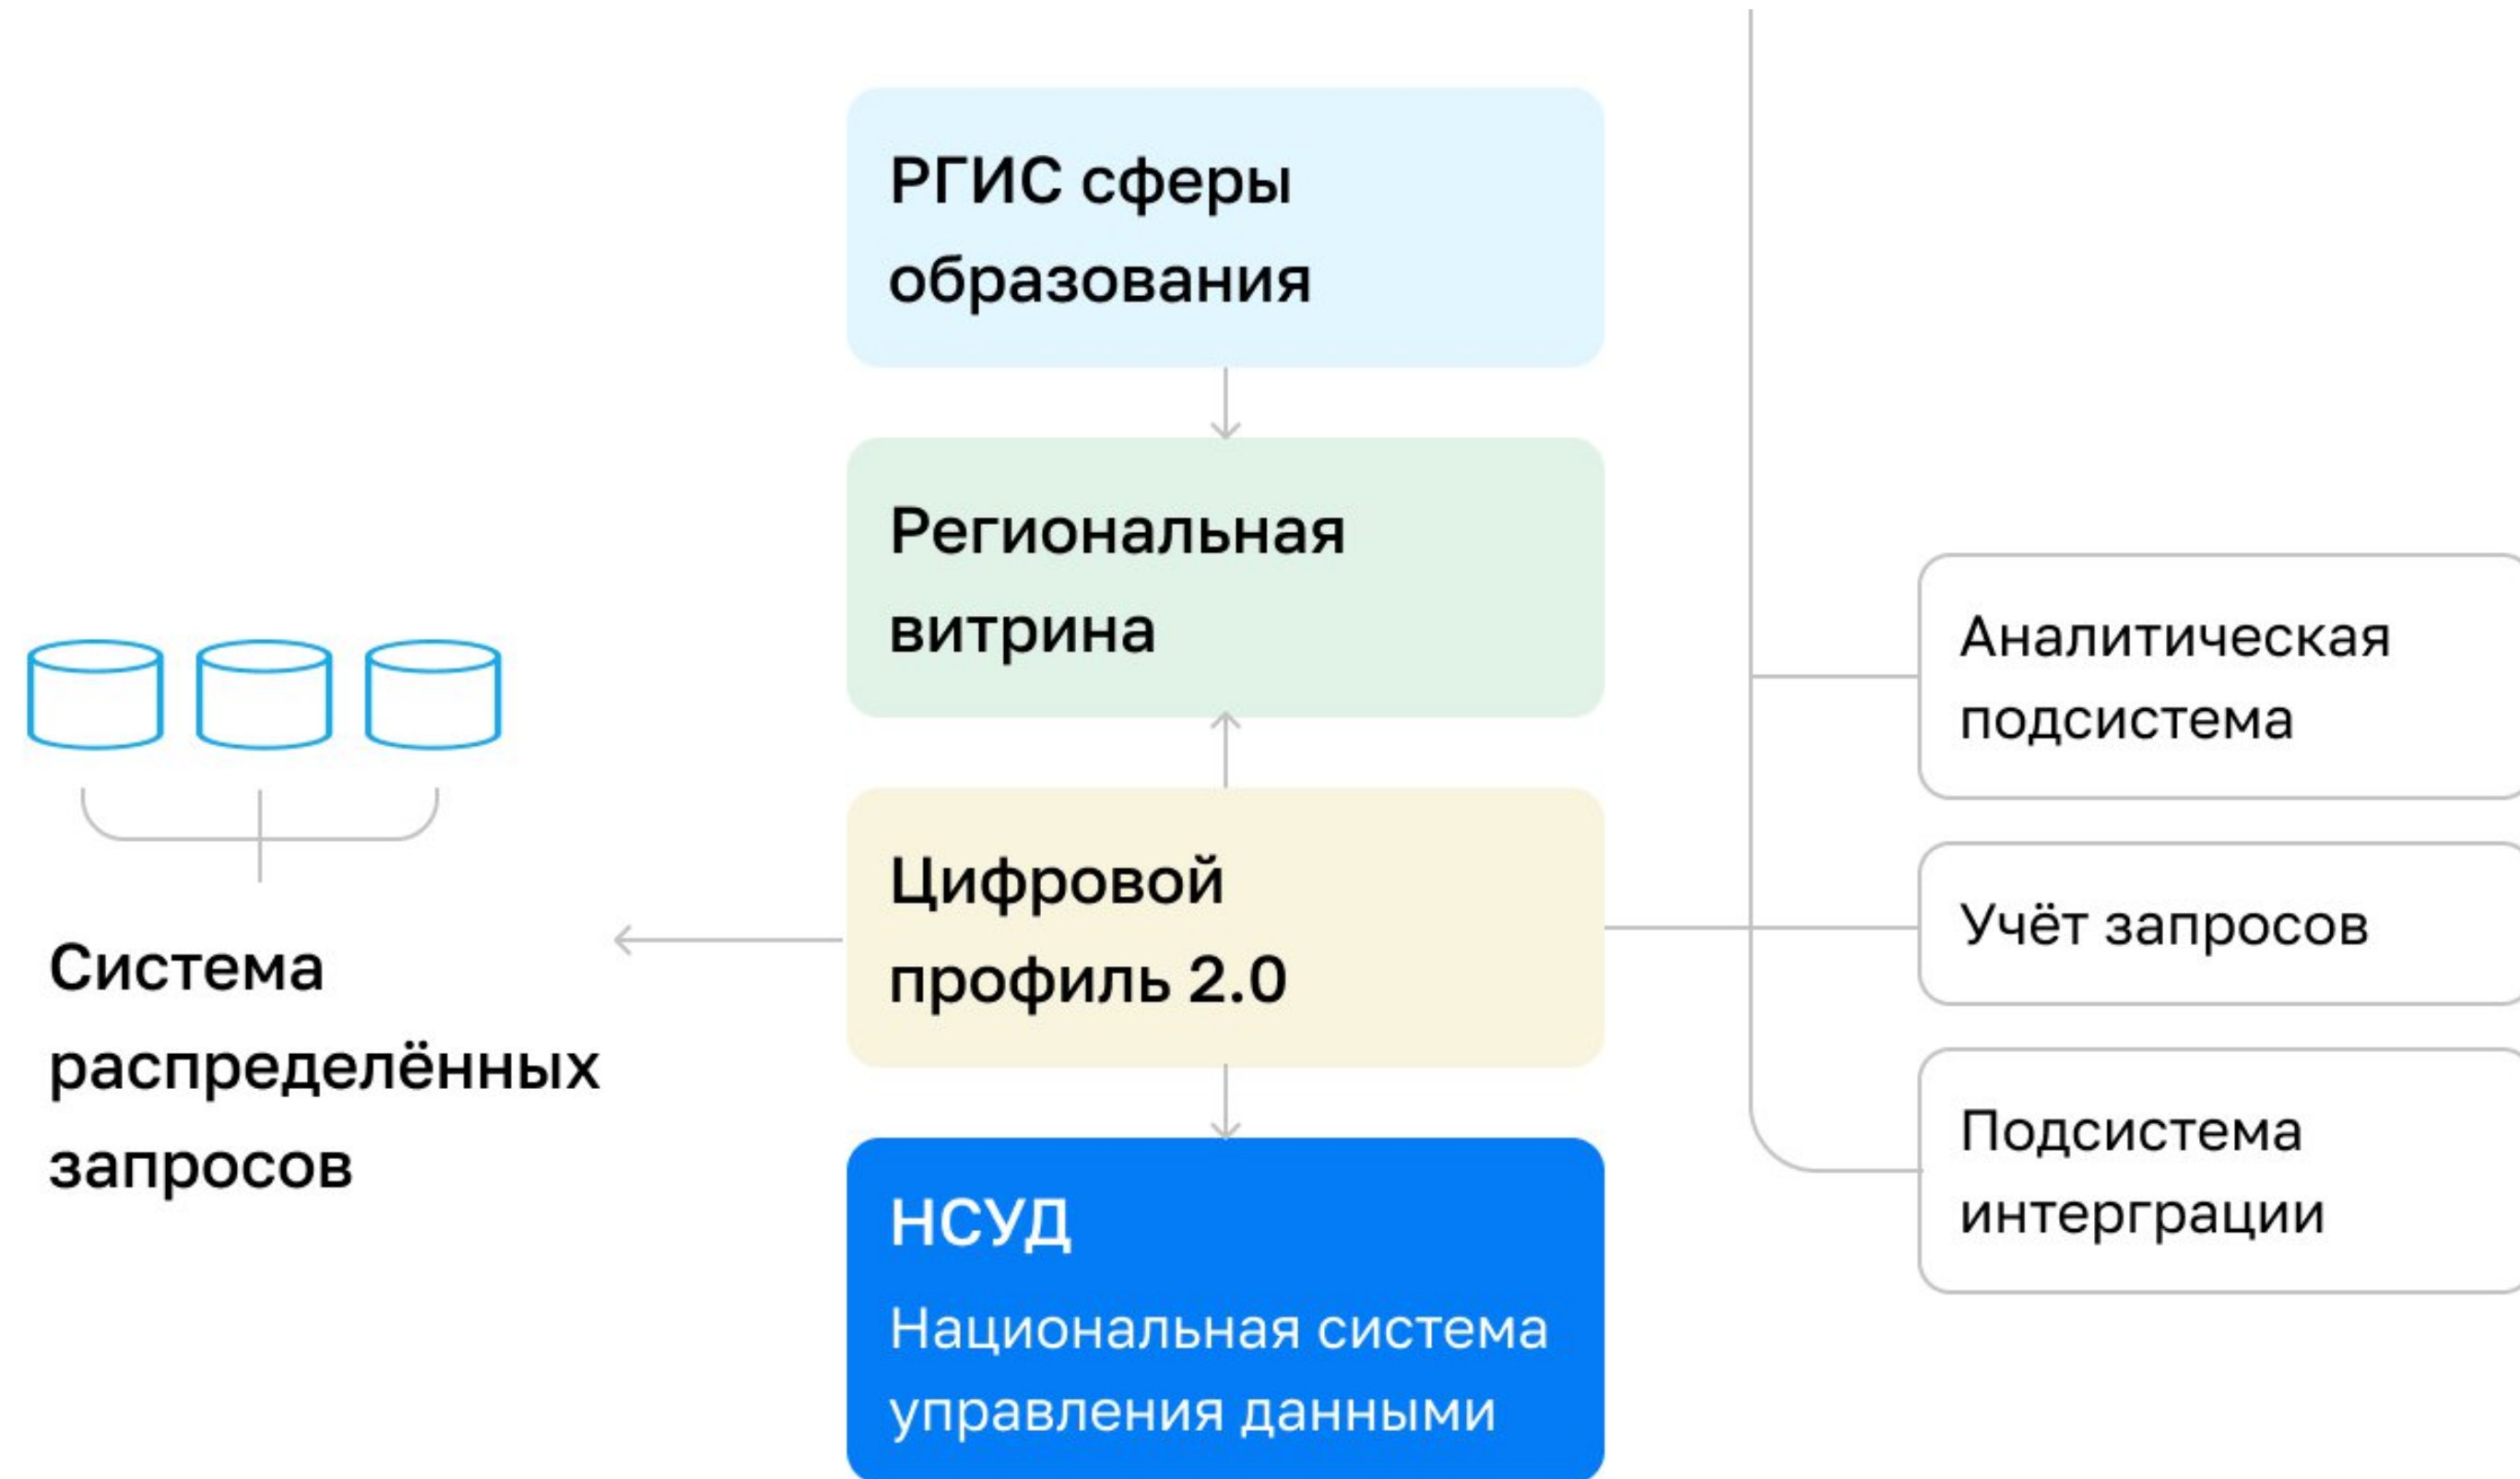 РГИС сферы
образования
Региональная
витрина
Цифровой
профиль 2.0
НСУД
Национальная система
управления данными
Система
распределённых
запросов
Аналитическая
подсистема
Учёт запросов
Подсистема
интерграции